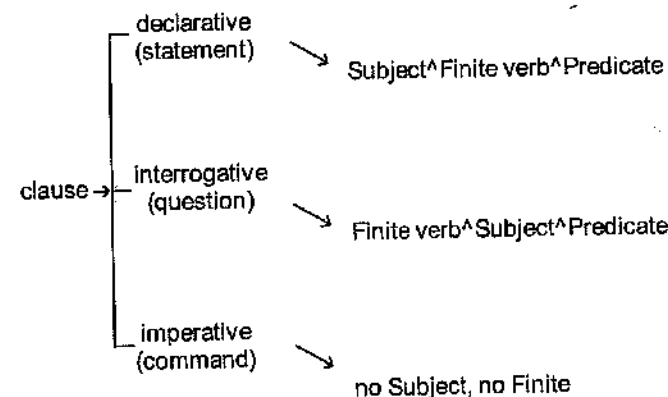 declarative
(statement)
Subject^Finite verb^Predicate
clause → interrogative
(question)
Finite verb^Subject^Predicate
imperative
(command)
no Subject, no Finite